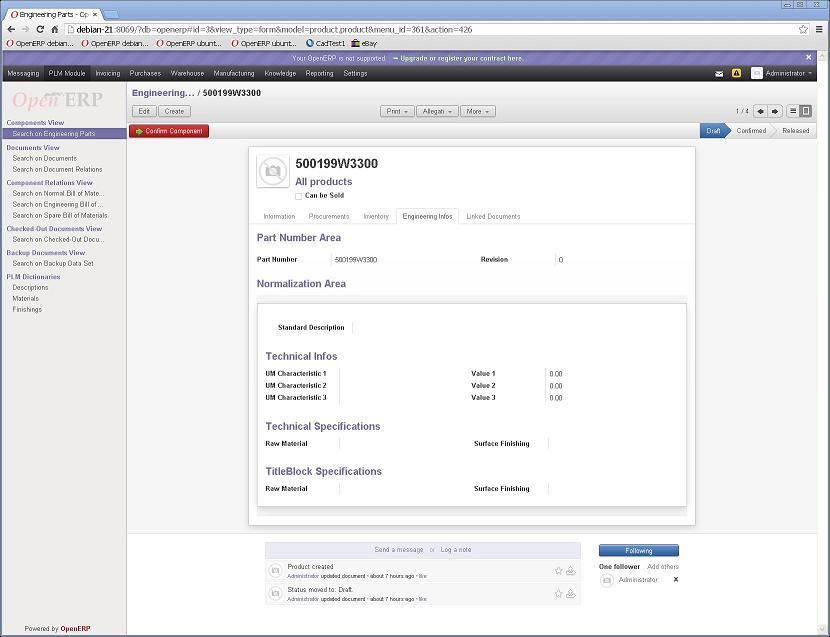 Engineering Parts - Op
debian-21:8069/?db=openerp#id=3&view_type=form&model=product.product&menu_id=361&action=426
OpenERP debian... OpenERP debian... OpenERP ubunt... OpenERP ubunt... CadTest1 eBay
Your OpenERP is not supported. Upgrade or register your contract here.
Messaging PLM Module Invoicing Purchases Warehouse Manufacturing Knowledge Reporting Settings Administrator
Open ERP
Engineering... / 500199W3300
Edit Create Print Allegati More 1 / 4
Confirm Component Draft Confirmed Released
Components View
Search on Engineering Parts
Documents View
Search on Documents
Search on Document Relations
Component Relations View
Search on Normal Bill of Mate...
Search on Engineering Bill of ...
Search on Spare Bill of Materials
Checked-Out Documents View
Search on Checked-Out Docu...
Backup Documents View
Search on Backup Data Set
PLM Dictionaries
Descriptions
Materials
Finishings
Powered by OpenERP
500199W3300
All products
Can be Sold
Information Procurements Inventory Engineering Infos Linked Documents
Part Number Area
Part Number 500199W3300 Revision 0
Normalization Area
Standard Description
Technical Infos
UM Characteristic 1 Value 1 0.00
UM Characteristic 2 Value 2 0.00
UM Characteristic 3 Value 3 0.00
Technical Specifications
Raw Material Surface Finishing
TitleBlock Specifications
Raw Material Surface Finishing
Send a message or Log a note
Product created
Administrator updated document • about 7 hours ago • like
Status moved to: Draft.
Administrator updated document • about 7 hours ago • like
Following
One follower Add others
Administrator x